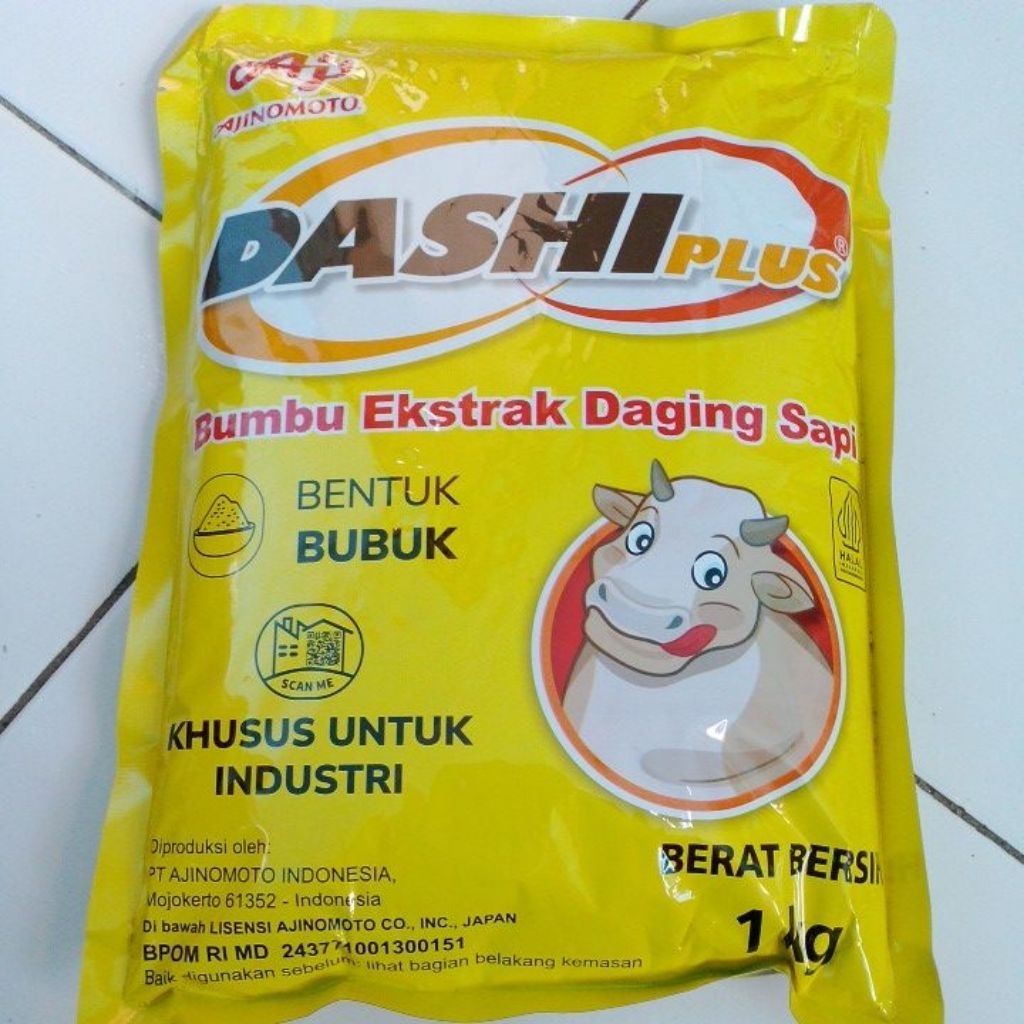 AJINOMOTO
DASHI PLUS ®
Bumbu Ekstrak Daging Sapi
BENTUK
BUBUK
HALAL
SCAN ME
KHUSUS UNTUK
INDUSTRI
Diproduksi oleh:
PT AJINOMOTO INDONESIA,
Mojokerto 61352 - Indonesia
Di bawah LISENSI AJINOMOTO CO., INC., JAPAN
BPOM RI MD 243771001300151
Baik digunakan sebelum: lihat bagian belakang kemasan
BERAT BERSIH
1 kg